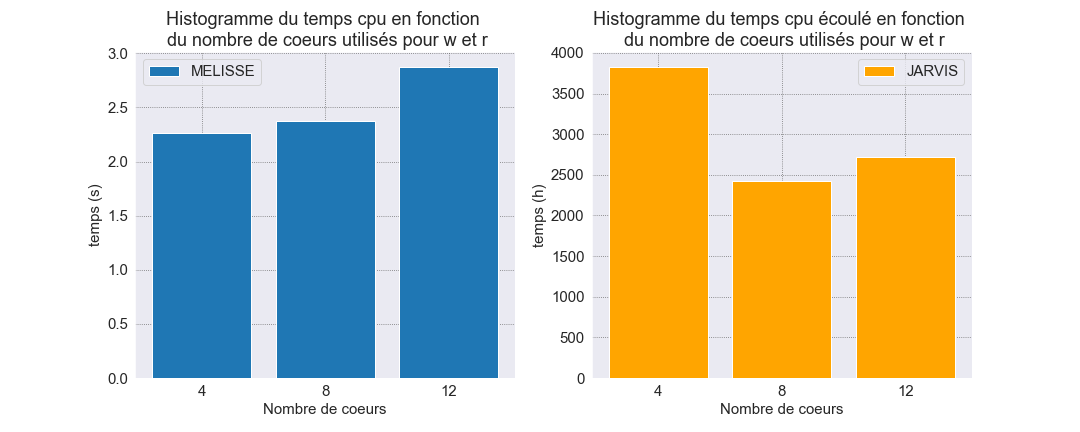 Histogramme du temps cpu en fonction
du nombre de coeurs utilisés pour w et r
MELISSE
3.0
2.5
2.0
1.5
1.0
0.5
0.0
temps (s)
4 8 12
Nombre de coeurs
Histogramme du temps cpu écoulé en fonction
du nombre de coeurs utilisés pour w et r
JARVIS
4000
3500
3000
2500
2000
1500
1000
500
0
temps (h)
4 8 12
Nombre de coeurs